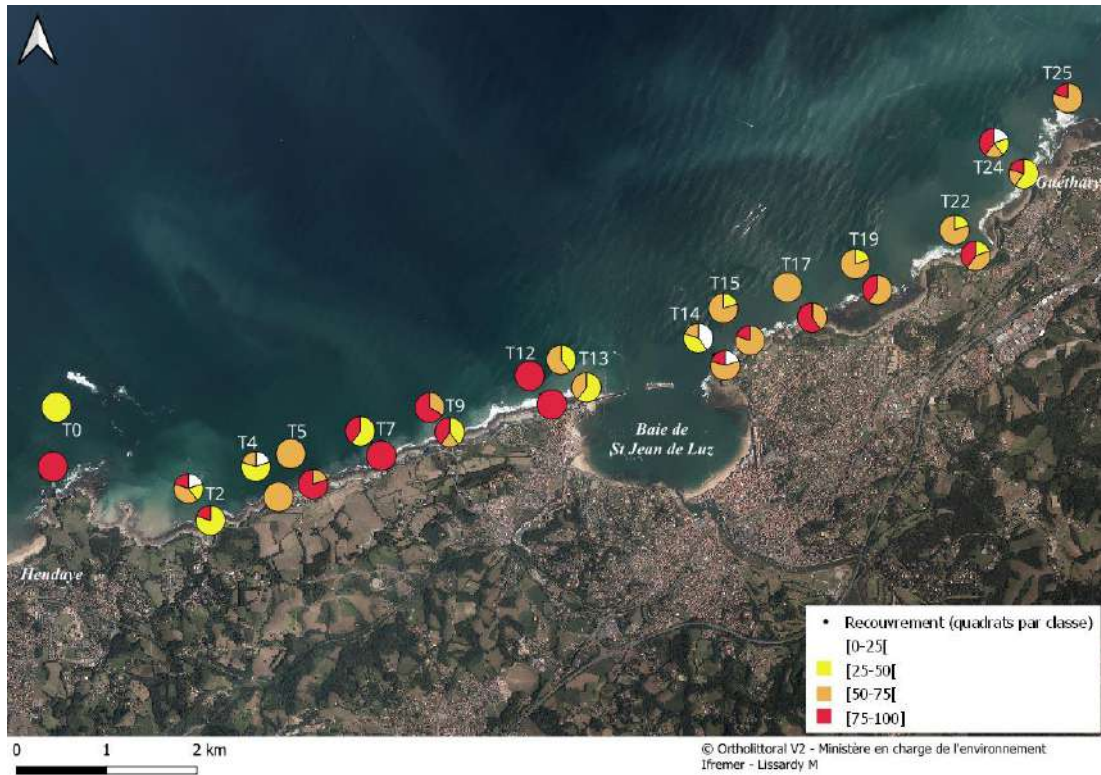 T25
T24
Guéthary
T22
T19
T17
T15
T14
T12
T13
T9
T7
T5
T4
T0
T2
Baie de
St Jean de Luz
Hendaye
Recouvrement (quadrats par classe)
[0-25[
[25-50[
[50-75[
[75-100]
0 1 2 km
© Ortholittoral V2 - Ministère en charge de l'environnement
Ifremer - Lissardy M